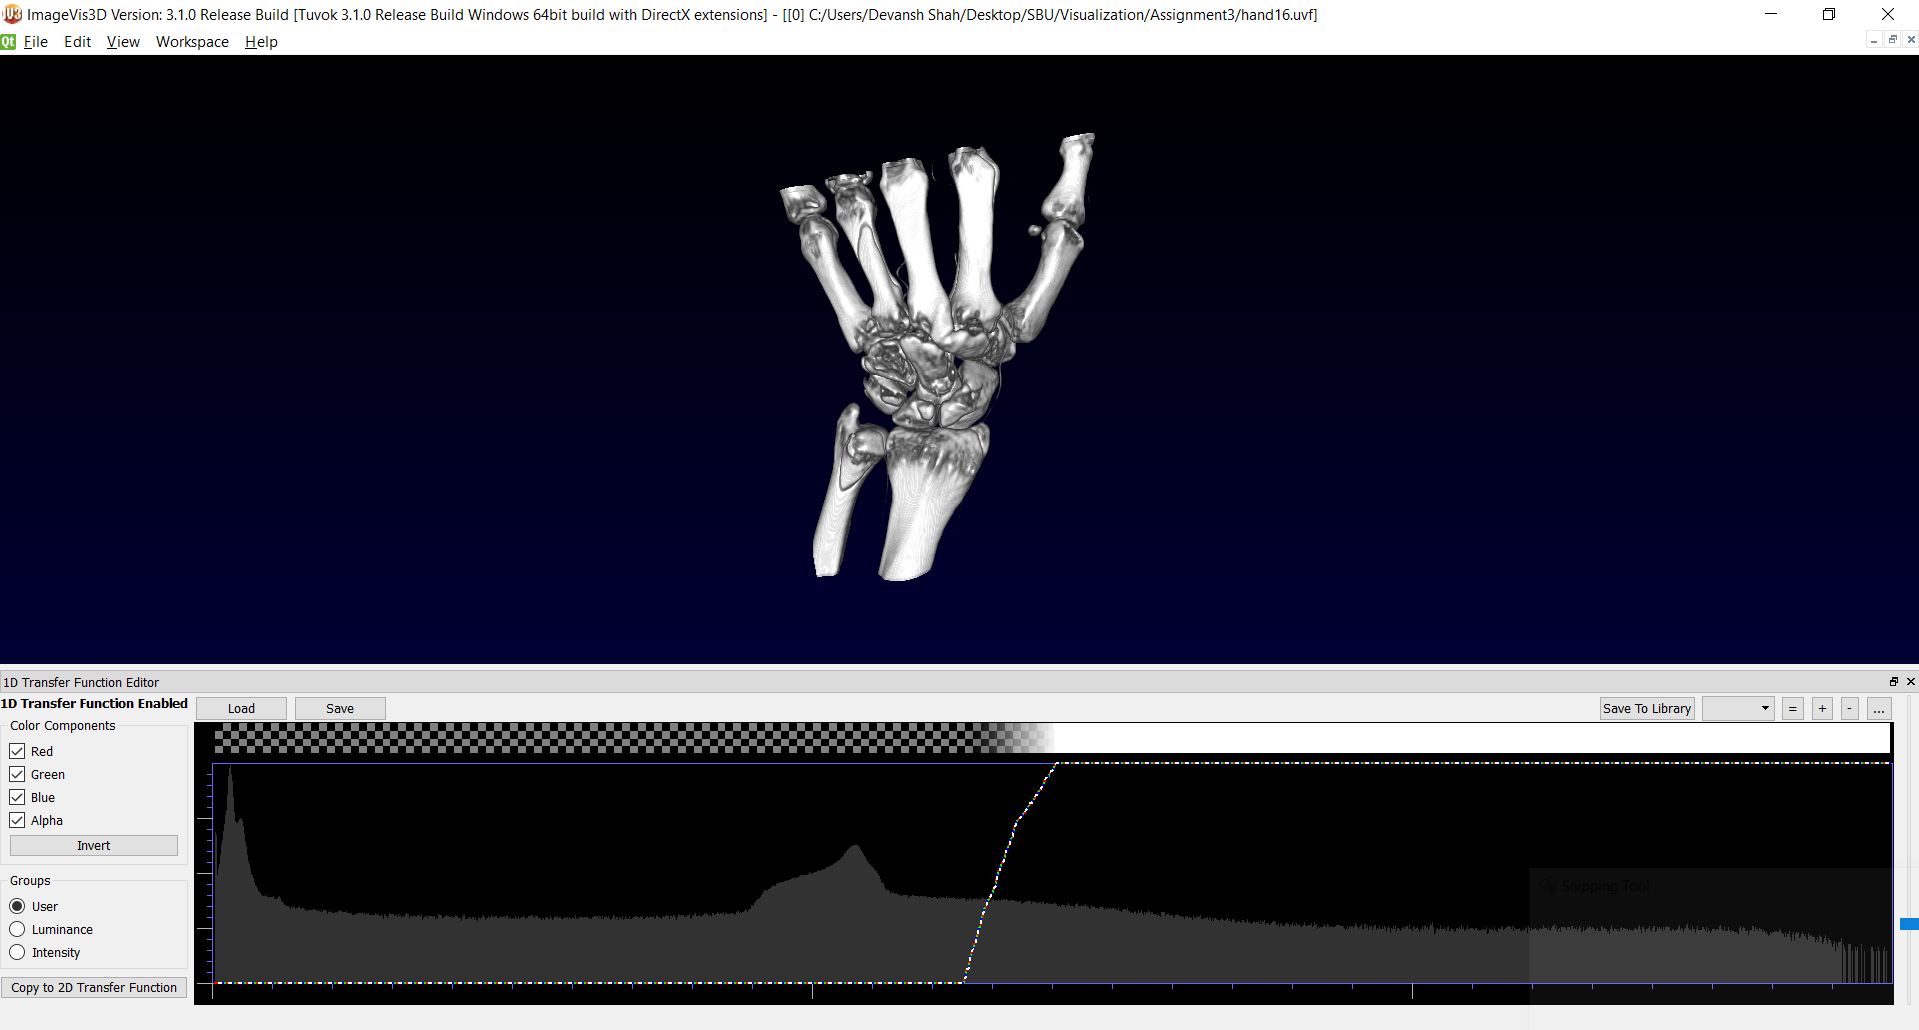 ImageVis3D Version: 3.1.0 Release Build [Tuvok 3.1.0 Release Build Windows 64bit build with DirectX extensions] - [[0] C:/Users/Devansh Shah/Desktop/SBU/Visualization/Assignment3/hand16.uvf]
Qt File Edit View Workspace Help
1D Transfer Function Editor
1D Transfer Function Enabled
Load Save Save To Library = + - ...
Color Components
Red
Green
Blue
Alpha
Invert
Groups
User
Luminance
Intensity
Copy to 2D Transfer Function
Snipping Tool